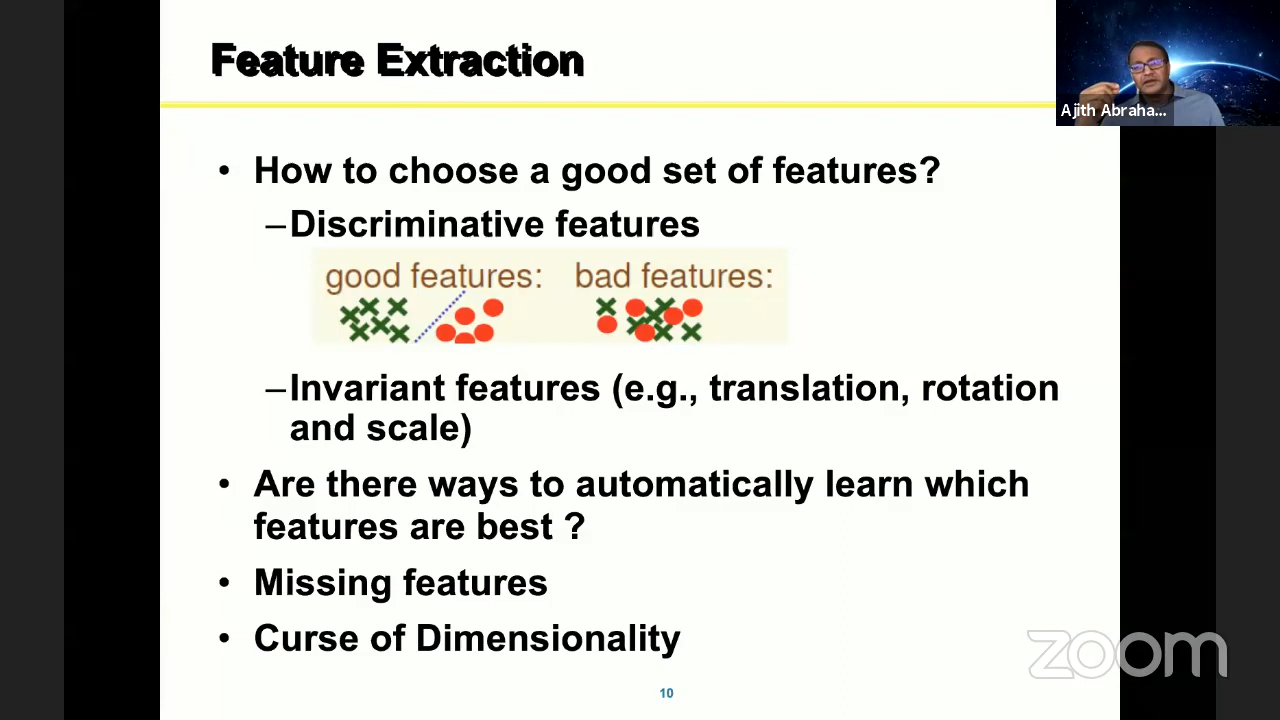 Feature Extraction
Ajith Abraha...
• How to choose a good set of features?
–Discriminative features
good features: bad features:
–Invariant features (e.g., translation, rotation
and scale)
• Are there ways to automatically learn which
features are best ?
• Missing features
• Curse of Dimensionality
zoom
10